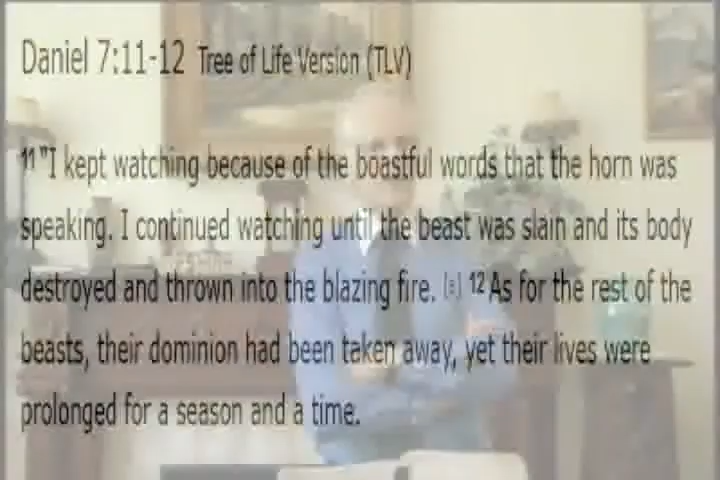 Daniel 7:11-12 Tree of Life Version (TLV)
11 "I kept watching because of the boastful words that the horn was
speaking. I continued watching until the beast was slain and its body
destroyed and thrown into the blazing fire. [a] 12 As for the rest of the
beasts, their dominion had been taken away, yet their lives were
prolonged for a season and a time.